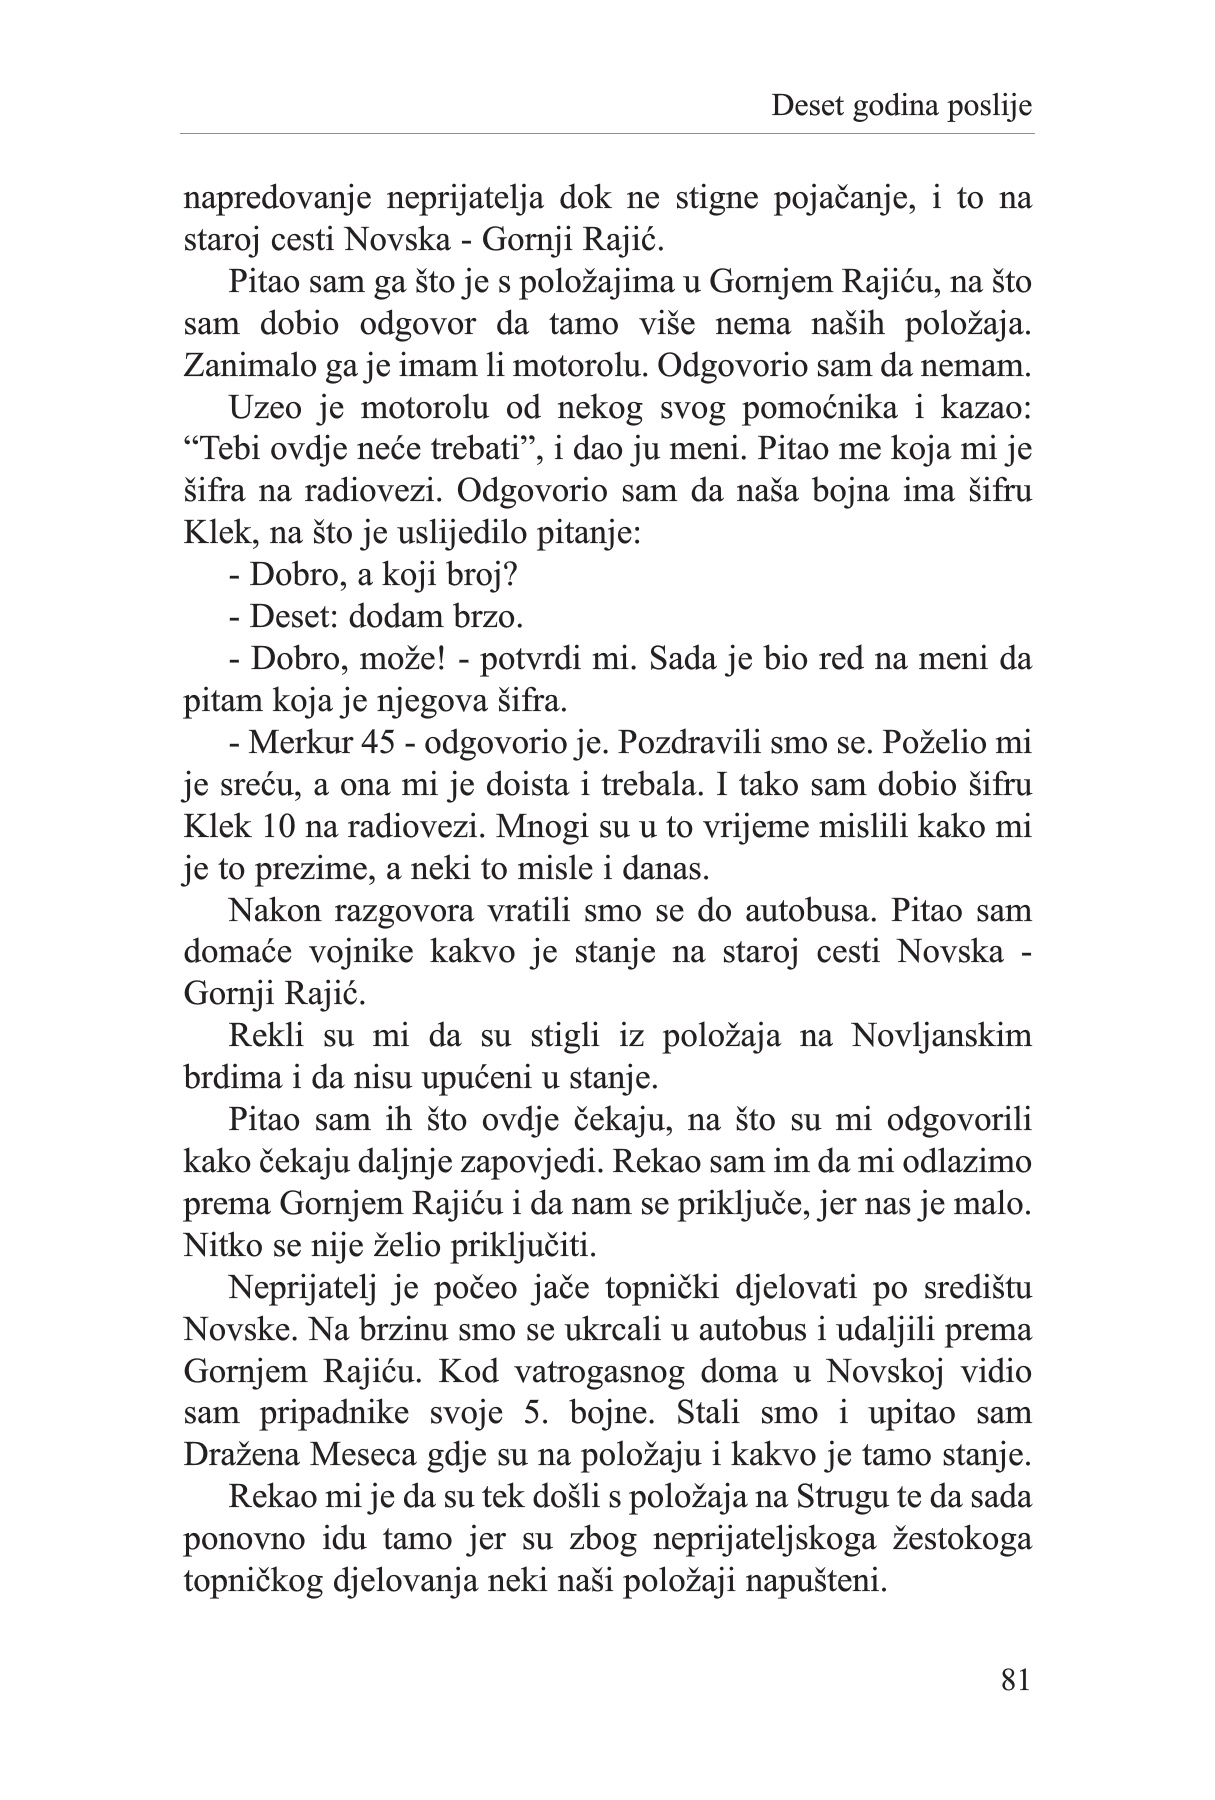 Deset godina poslije
napredovanje neprijatelja dok ne stigne pojačanje, i to na
staroj cesti Novska - Gornji Rajić.
Pitao sam ga što je s položajima u Gornjem Rajiću, na što
sam dobio odgovor da tamo više nema naših položaja.
Zanimalo ga je imam li motorolu. Odgovorio sam da nemam.
Uzeo je motorolu od nekog svog pomoćnika i kazao:
“Tebi ovdje neće trebati”, i dao ju meni. Pitao me koja mi je
šifra na radiovezi. Odgovorio sam da naša bojna ima šifru
Klek, na što je uslijedilo pitanje:
- Dobro, a koji broj?
- Deset: dodam brzo.
- Dobro, može! - potvrdi mi. Sada je bio red na meni da
pitam koja je njegova šifra.
- Merkur 45 - odgovorio je. Pozdravili smo se. Poželio mi
je sreću, a ona mi je doista i trebala. I tako sam dobio šifru
Klek 10 na radiovezi. Mnogi su u to vrijeme mislili kako mi
je to prezime, a neki to misle i danas.
Nakon razgovora vratili smo se do autobusa. Pitao sam
domaće vojnike kakvo je stanje na staroj cesti Novska -
Gornji Rajić.
Rekli su mi da su stigli iz položaja na Novljanskim
brdima i da nisu upućeni u stanje.
Pitao sam ih što ovdje čekaju, na što su mi odgovorili
kako čekaju daljnje zapovjedi. Rekao sam im da mi odlazimo
prema Gornjem Rajiću i da nam se priključe, jer nas je malo.
Nitko se nije želio priključiti.
Neprijatelj je počeo jače topnički djelovati po središtu
Novske. Na brzinu smo se ukrcali u autobus i udaljili prema
Gornjem Rajiću. Kod vatrogasnog doma u Novskoj vidio
sam pripadnike svoje 5. bojne. Stali smo i upitao sam
Dražena Meseca gdje su na položaju i kakvo je tamo stanje.
Rekao mi je da su tek došli s položaja na Strugu te da sada
ponovno idu tamo jer su zbog neprijateljskoga žestokoga
topničkog djelovanja neki naši položaji napušteni.
81